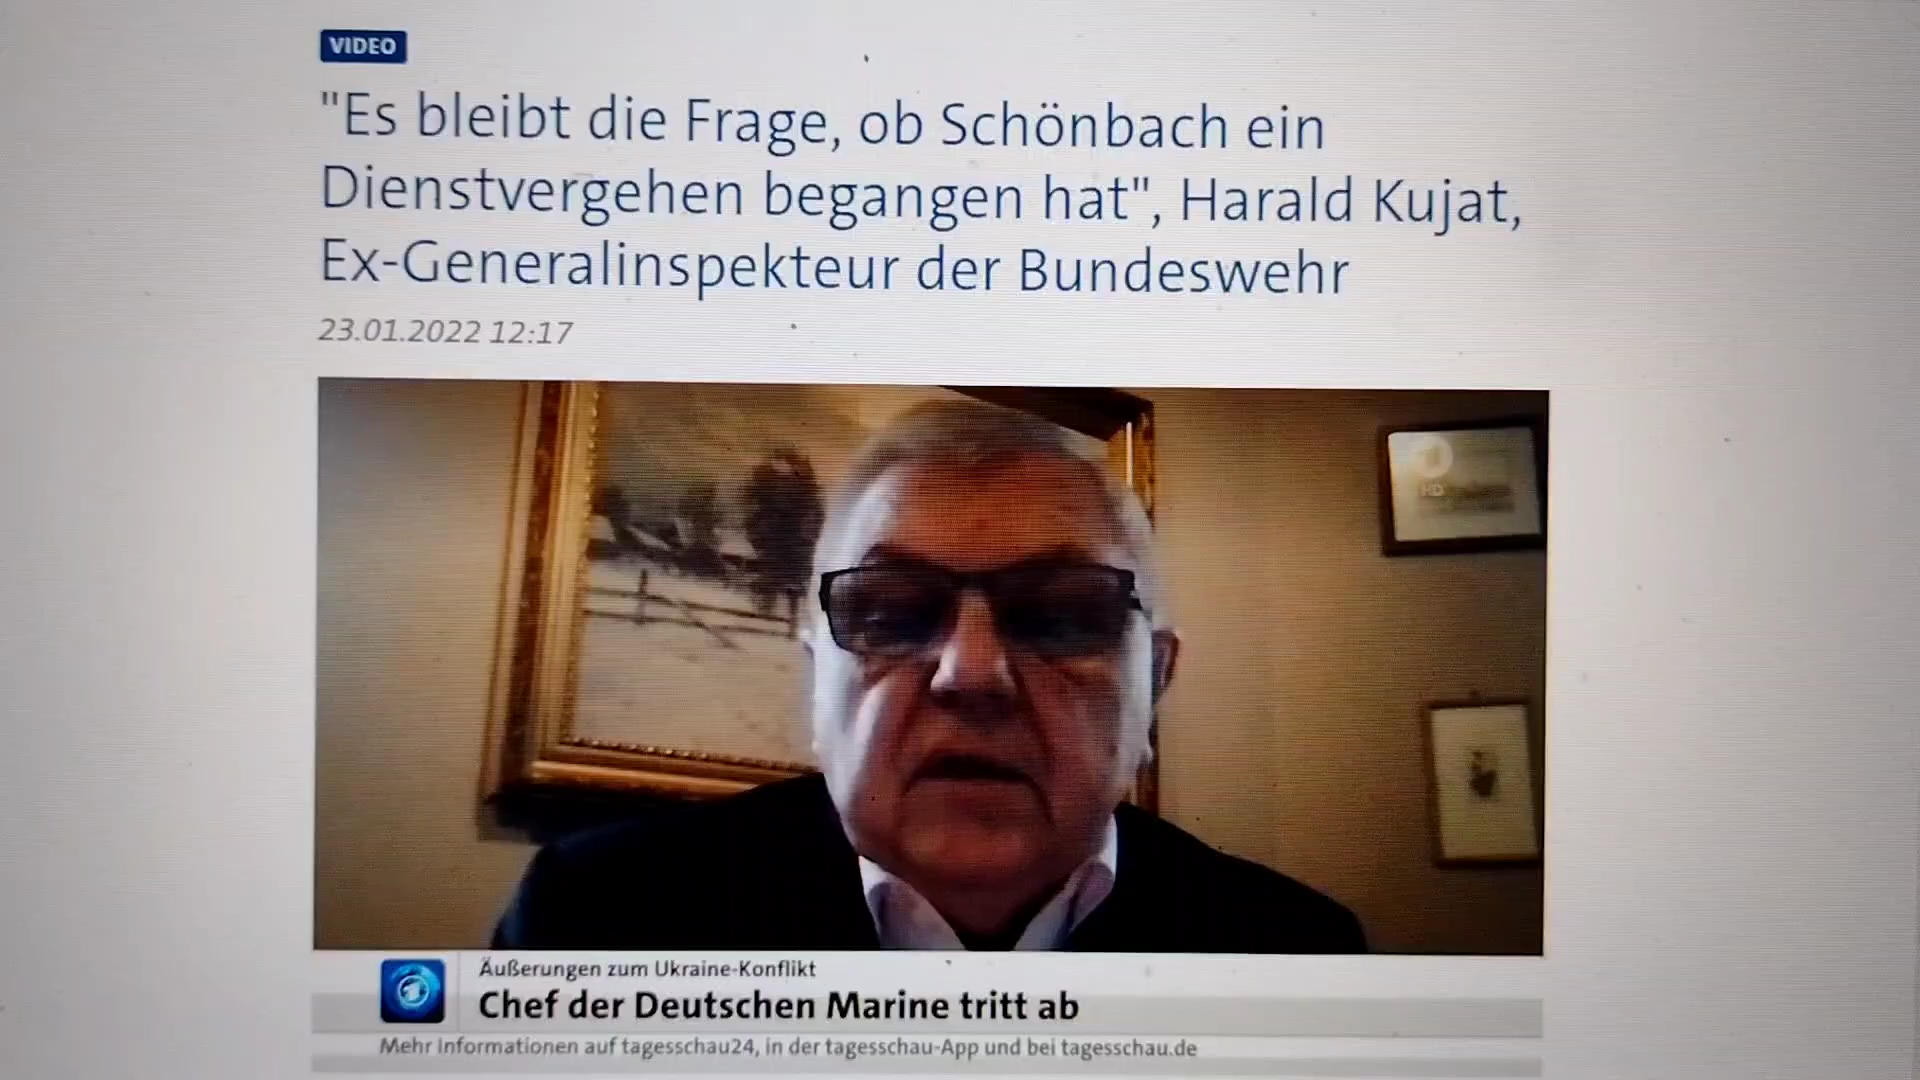 VIDEO
"Es bleibt die Frage, ob Schönbach ein
Dienstvergehen begangen hat", Harald Kujat,
Ex-Generalinspekteur der Bundeswehr
23.01.2022 12:17
HD
Äußerungen zum Ukraine-Konflikt
Chef der Deutschen Marine tritt ab
Mehr Informationen auf tagesschau24, in der tagesschau-App und bei tagesschau.de